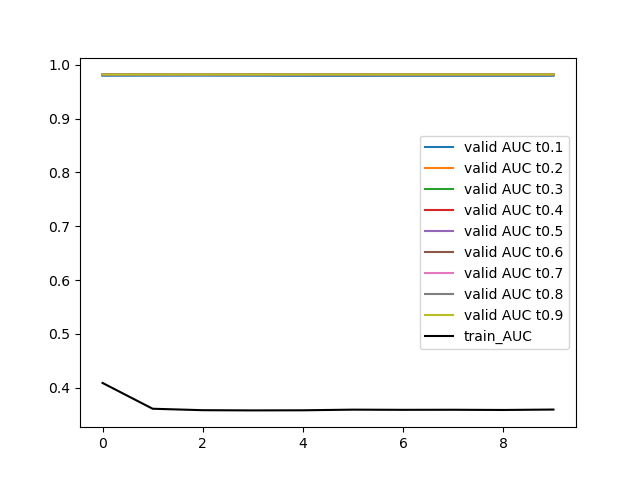 1.0
0.9
0.8
0.7
0.6
0.5
0.4
valid AUC t0.1
valid AUC t0.2
valid AUC t0.3
valid AUC t0.4
valid AUC t0.5
valid AUC t0.6
valid AUC t0.7
valid AUC t0.8
valid AUC t0.9
train_AUC
0 2 4 6 8